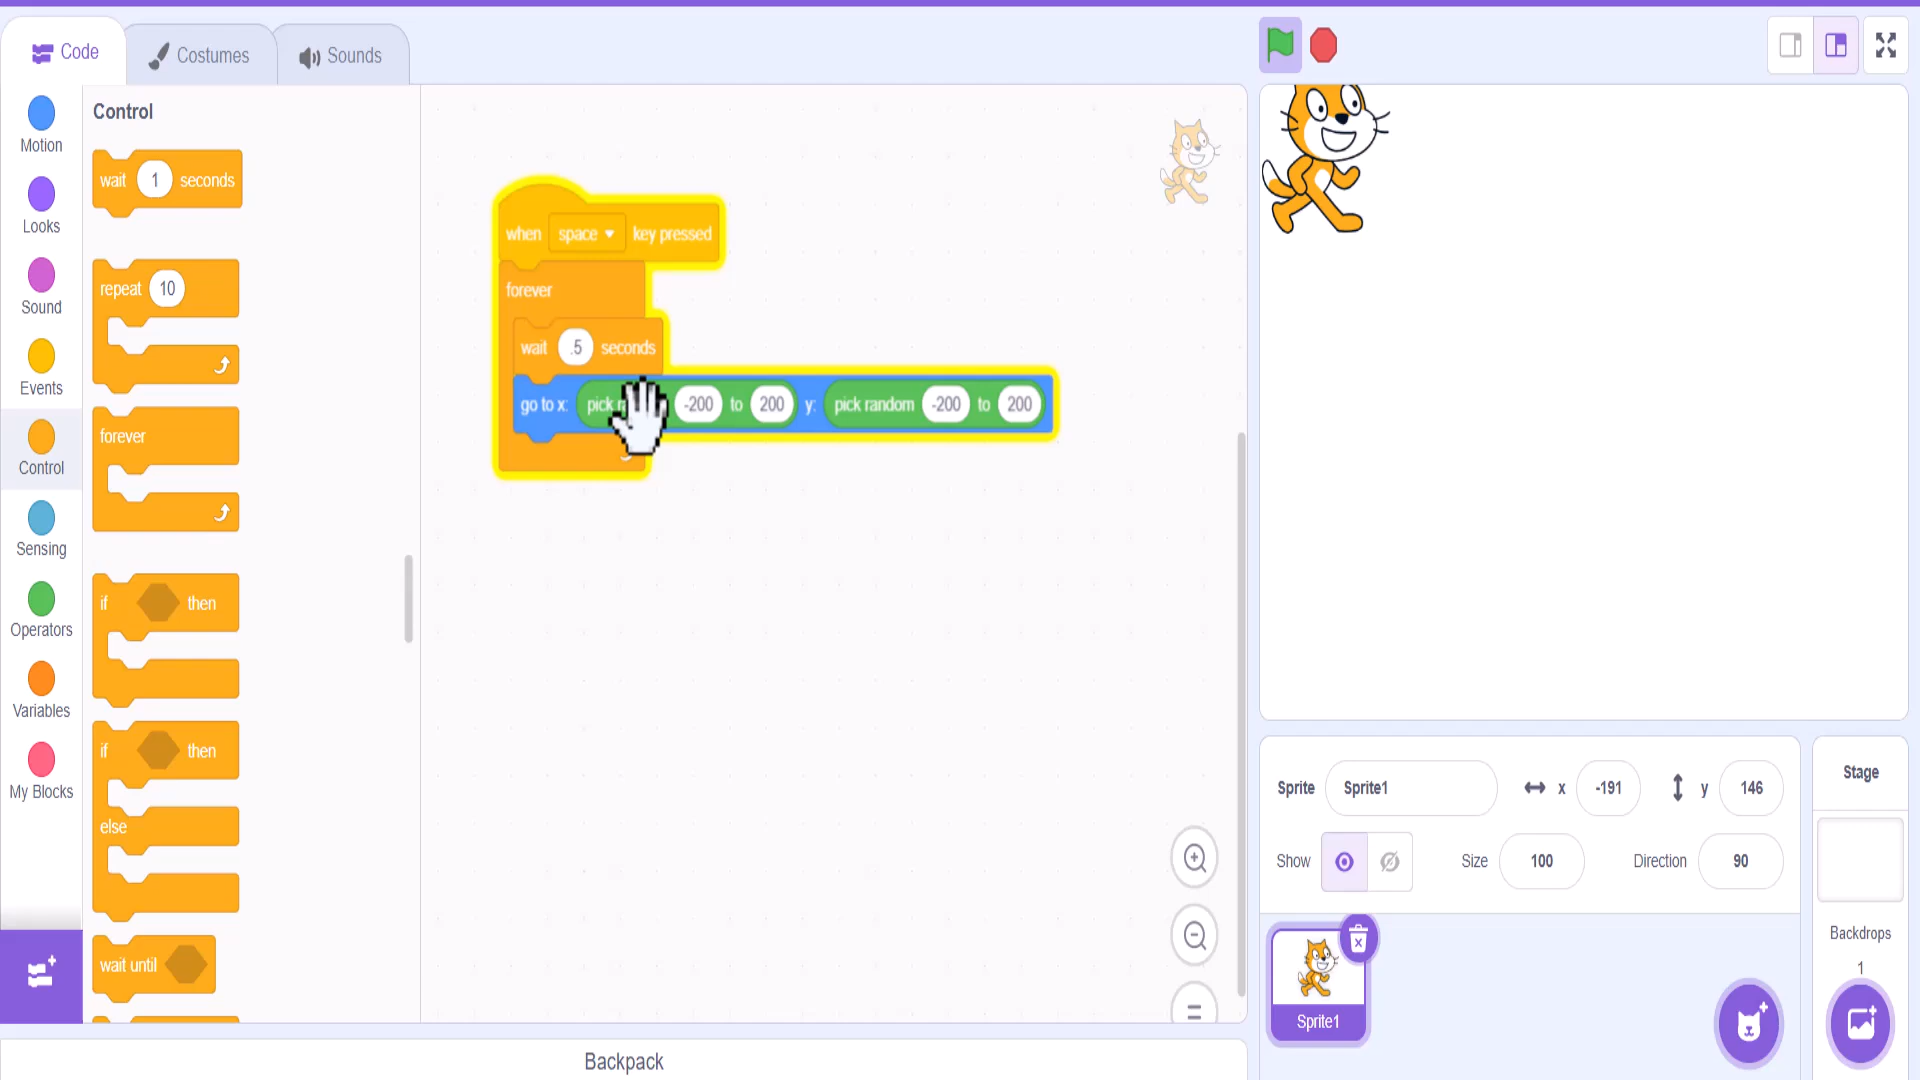 Code
Costumes
Sounds
Motion
Looks
Sound
Events
Control
Sensing
Operators
Variables
My Blocks
Control
wait 1 seconds
repeat 10
forever
if then
if then
else
wait until
when space key pressed
forever
wait .5 seconds
go to x: -200 to 200 y: pick random -200 to 200
Backpack
Sprite Sprite1 x -191 y 146
Show Size 100 Direction 90
Sprite1
Stage
Backdrops
1